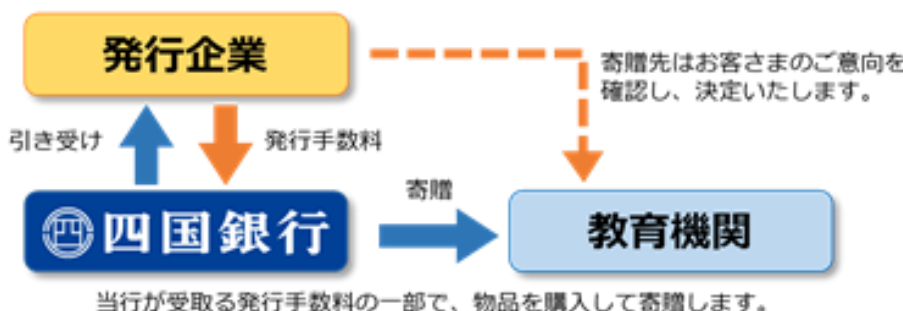 発行企業
寄贈先はお客さまのご意向を
確認し、決定いたします。
引き受け
発行手数料
四国銀行
寄贈
教育機関
当行が受取る発行手数料の一部で、物品を購入して寄贈します。